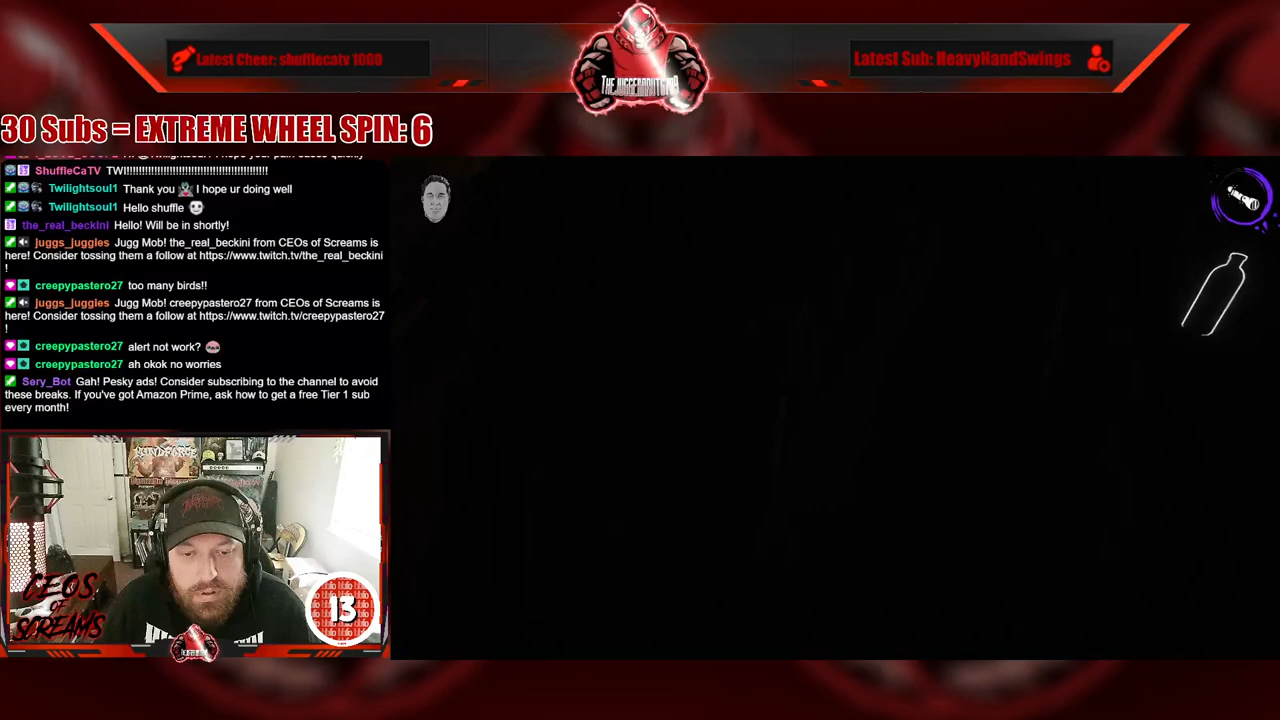 Latest Cheer: shufflecatv 1000
THEJUGGERNUT6789
Latest Sub: HeavyHandSwings
30 Subs = EXTREME WHEEL SPIN: 6
ShuffleCaTV TWI!!!!!!!!!!!!!!!!!!!!!!!!!!!!!!!!!!!!!!!!!!!
Twilightsoul1 Thank you I hope ur doing well
Twilightsoul1 Hello shuffle
the_real_beckini Hello! Will be in shortly!
juggs_juggies Jugg Mob! the_real_beckini from CEOs of Screams is
here! Consider tossing them a follow at https://www.twitch.tv/the_real_beckini
!
creepypastero27 too many birds!!
juggs_juggies Jugg Mob! creepypastero27 from CEOs of Screams is
here! Consider tossing them a follow at https://www.twitch.tv/creepypastero27
!
creepypastero27 alert not work?
creepypastero27 ah okok no worries
Sery_Bot Gah! Pesky ads! Consider subscribing to the channel to avoid
these breaks. If you've got Amazon Prime, ask how to get a free Tier 1 sub
every month!
CEOS
OF
SCREAMS
13